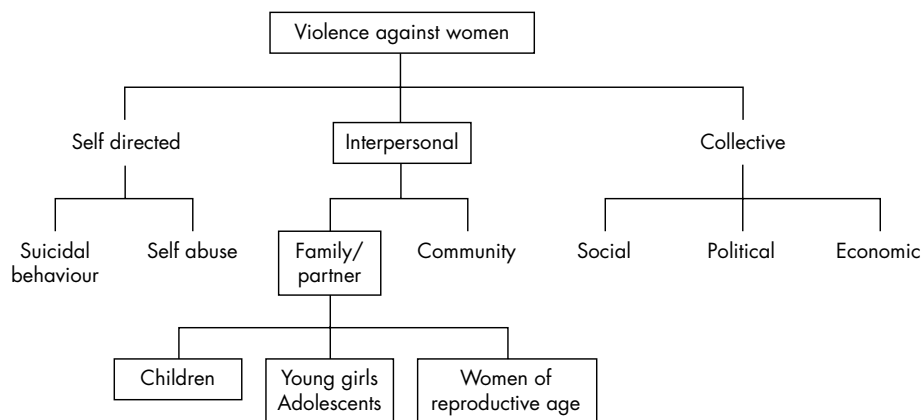 Violence against women
Self directed
Interpersonal
Collective
Suicidal
behaviour
Self abuse
Family/
partner
Community
Social
Political
Economic
Children
Young girls
Adolescents
Women of
reproductive age